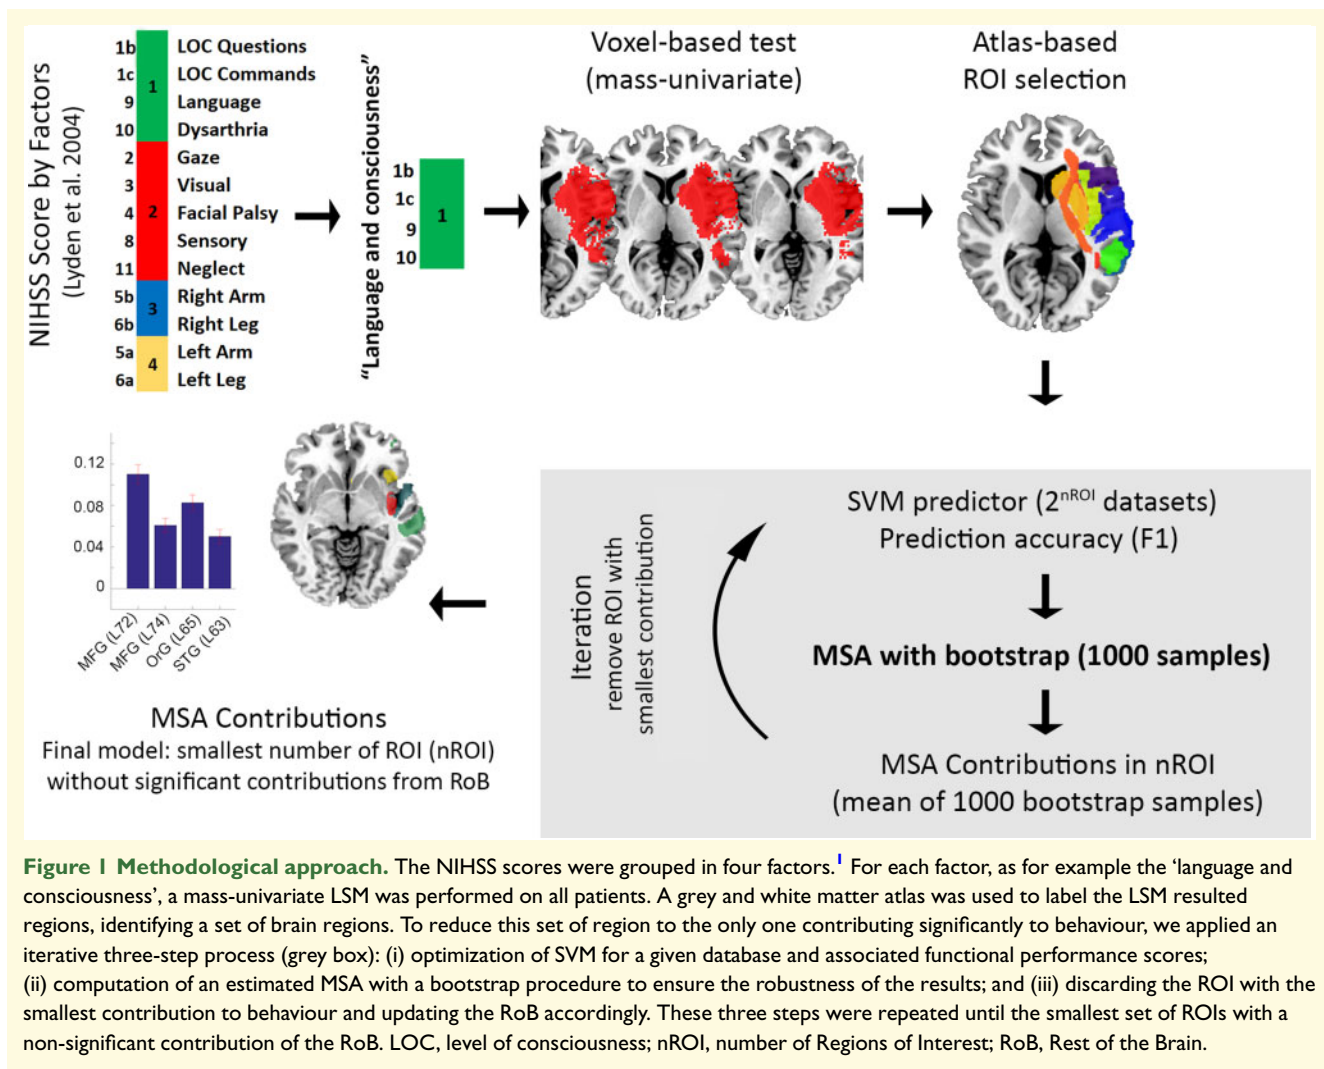 NIHSS Score by Factors
(Lyden et al. 2004)
1b LOC Questions
1c LOC Commands
9 Language
10 Dysarthria
1
2 Gaze
3 Visual
4 Facial Palsy
8 Sensory
11 Neglect
2
5b Right Arm
6b Right Leg
3
5a Left Arm
6a Left Leg
4
“Language and consciousness”
1b
1c
9
10
1
Voxel-based test
(mass-univariate)
Atlas-based
ROI selection
SVM predictor (2^nROI datasets)
Prediction accuracy (F1)
MSA with bootstrap (1000 samples)
MSA Contributions in nROI
(mean of 1000 bootstrap samples)
Iteration
remove ROI with
smallest contribution
0.12
0.08
0.04
0
MFG (L72)
MFG (L74)
OrG (L65)
STG (L63)
MSA Contributions
Final model: smallest number of ROI (nROI)
without significant contributions from RoB
Figure 1 Methodological approach. The NIHSS scores were grouped in four factors.1 For each factor, as for example the ‘language and
consciousness’, a mass-univariate LSM was performed on all patients. A grey and white matter atlas was used to label the LSM resulted
regions, identifying a set of brain regions. To reduce this set of region to the only one contributing significantly to behaviour, we applied an
iterative three-step process (grey box): (i) optimization of SVM for a given database and associated functional performance scores;
(ii) computation of an estimated MSA with a bootstrap procedure to ensure the robustness of the results; and (iii) discarding the ROI with the
smallest contribution to behaviour and updating the RoB accordingly. These three steps were repeated until the smallest set of ROIs with a
non-significant contribution of the RoB. LOC, level of consciousness; nROI, number of Regions of Interest; RoB, Rest of the Brain.